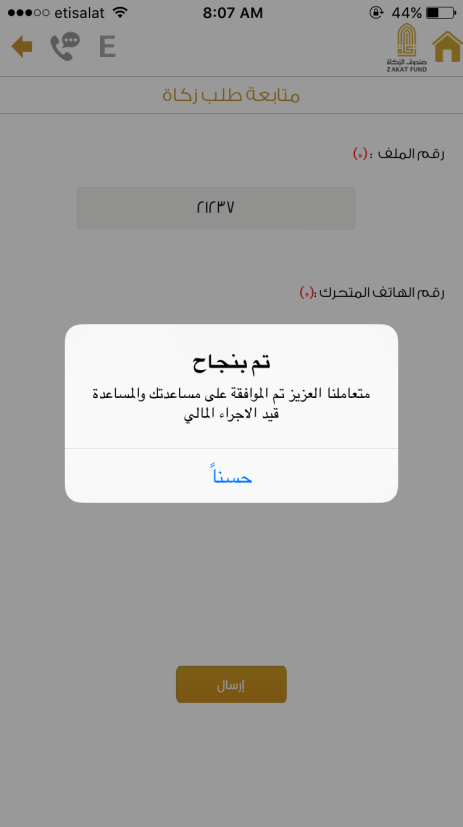 etisalat 8:07 AM 44%
E
صندوق الزكاة
ZAKAT FUND
متابعة طلب زكاة
رقم الملف :(*)
٢١٢٣٧
رقم الهاتف المتحرك :(*)
تم بنجاح
متعاملنا العزيز تم الموافقة على مساعدتك والمساعدة
قيد الاجراء المالي
حسناً
إرسال